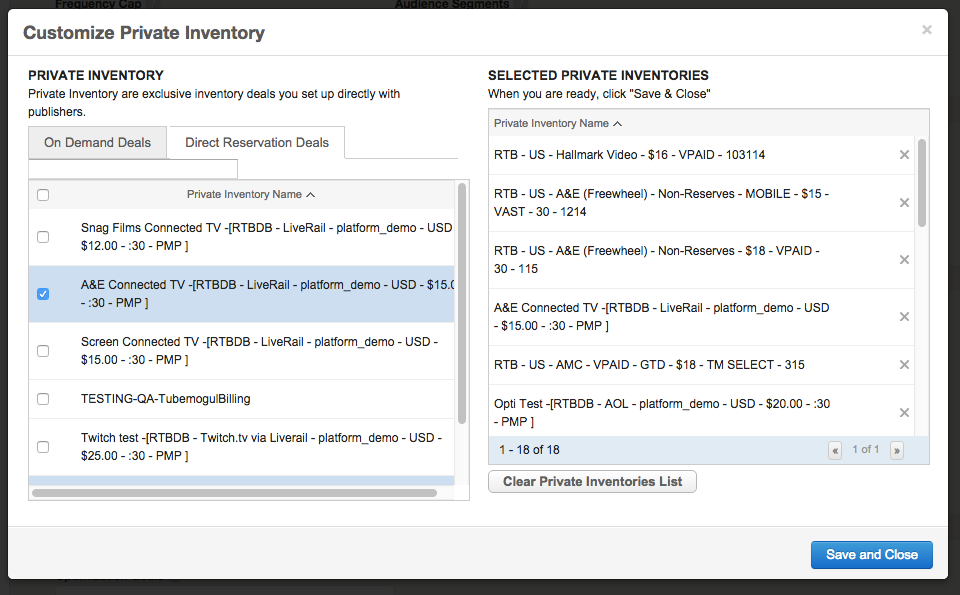 Frequency Cap
Audience Segments
Customize Private Inventory
PRIVATE INVENTORY
Private Inventory are exclusive inventory deals you set up directly with
publishers.
On Demand Deals
Direct Reservation Deals
Private Inventory Name
Snag Films Connected TV -[RTBDB - LiveRail - platform_demo - USD
$12.00 - :30 - PMP ]
A&E Connected TV -[RTBDB - LiveRail - platform_demo - USD - $15.0
- :30 - PMP ]
Screen Connected TV -[RTBDB - LiveRail - platform_demo - USD -
$15.00 - :30 - PMP ]
TESTING-QA-TubemogulBilling
Twitch test -[RTBDB - Twitch.tv via Liverail - platform_demo - USD -
$25.00 - :30 - PMP ]
SELECTED PRIVATE INVENTORIES
When you are ready, click "Save & Close"
Private Inventory Name
RTB - US - Hallmark Video - $16 - VPAID - 103114
RTB - US - A&E (Freewheel) - Non-Reserves - MOBILE - $15 -
VAST - 30 - 1214
RTB - US - A&E (Freewheel) - Non-Reserves - $18 - VPAID -
30 - 115
A&E Connected TV -[RTBDB - LiveRail - platform_demo - USD
- $15.00 - :30 - PMP ]
RTB - US - AMC - VPAID - GTD - $18 - TM SELECT - 315
Opti Test -[RTBDB - AOL - platform_demo - USD - $20.00 - :30
- PMP ]
1 - 18 of 18
« 1 of 1 »
Clear Private Inventories List
Save and Close